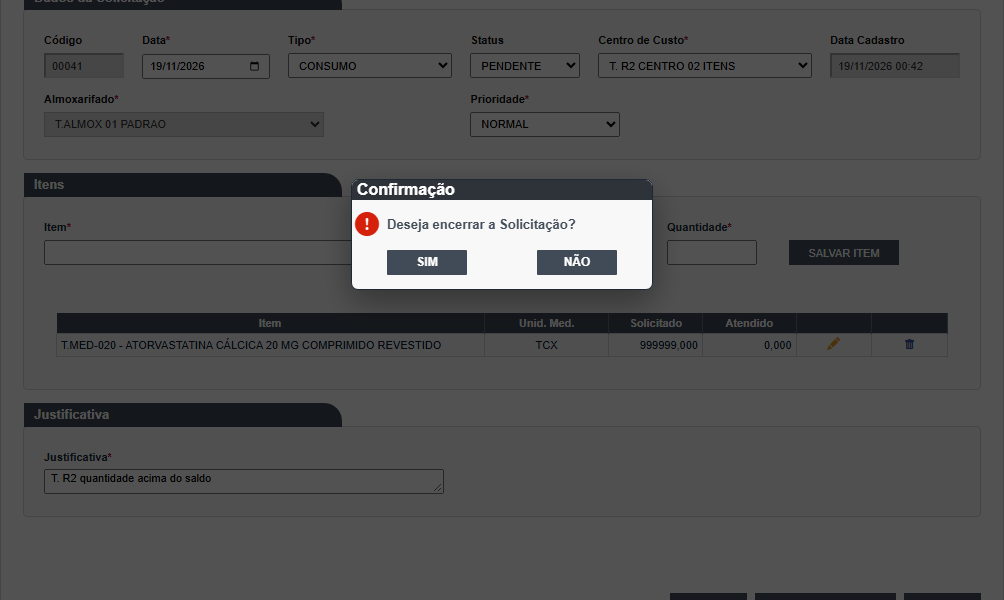 Dados da Solicitação
Código Data* Tipo* Status Centro de Custo* Data Cadastro
00041 19/11/2026 CONSUMO PENDENTE T. R2 CENTRO 02 ITENS 19/11/2026 00:42
Almoxarifado* Prioridade*
T.ALMOX 01 PADRAO NORMAL
Itens
Confirmação
Deseja encerrar a Solicitação?
SIM NÃO
Item* Quantidade*
SALVAR ITEM
Item Unid. Med. Solicitado Atendido
T.MED-020 - ATORVASTATINA CÁLCICA 20 MG COMPRIMIDO REVESTIDO TCX 999999,000 0,000
Justificativa
Justificativa*
T. R2 quantidade acima do saldo